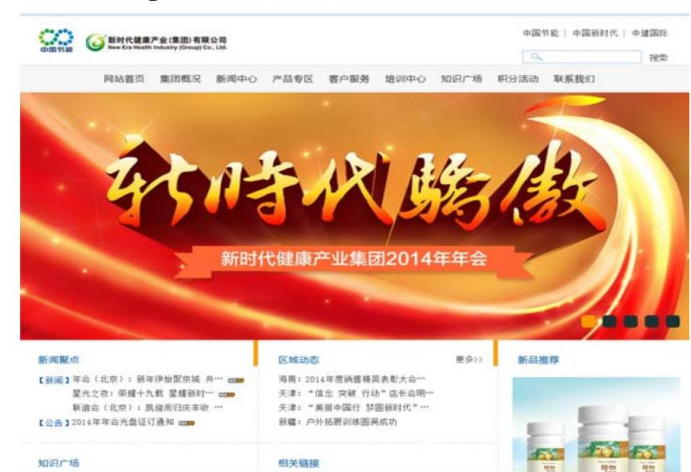 中国节能
新时代健康产业(集团)有限公司
New Era Health Industry (Group) Co., Ltd.
中国节能 | 中国新时代 | 中健国际
搜索
网站首页 集团概况 新闻中心 产品专区 客户服务 培训中心 知识广场 积分活动 联系我们
新時代驕傲
新时代健康产业集团2014年年会
新闻聚点
【新闻】年会(北京):新年伊始聚京城 共…
星光之夜:荣耀十九载 星耀新时…
联谊会(北京):凯旋而归庆丰收 …
【公告】2014年年会光盘征订通知
区域动态 更多>>
海南:2014年度销售精英表彰大会…
天津:“信念 突破 行动”店长会明…
天津:“美丽中国行 梦圆新时代”…
新疆:户外拓展训练圆满成功
新品推荐
知识广场
相关链接